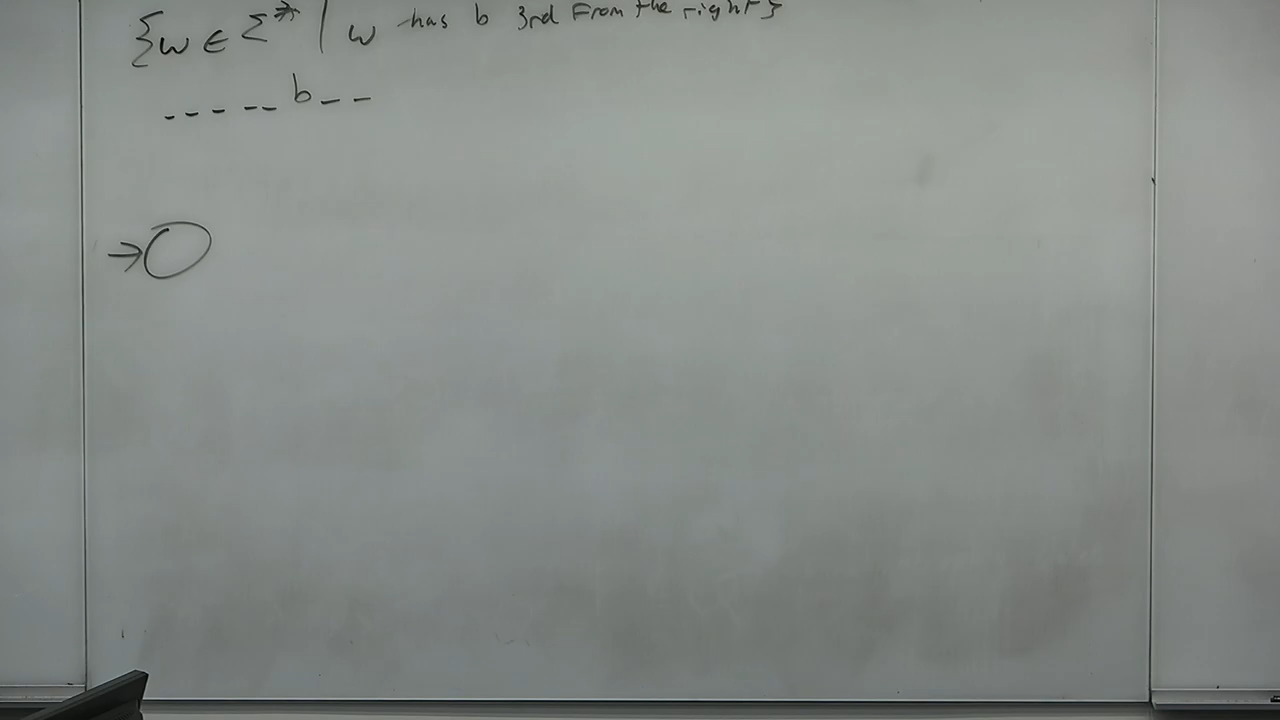 {w ∈ Σ* | w has b 3rd From the right}
_ _ _ _ _ b _ _